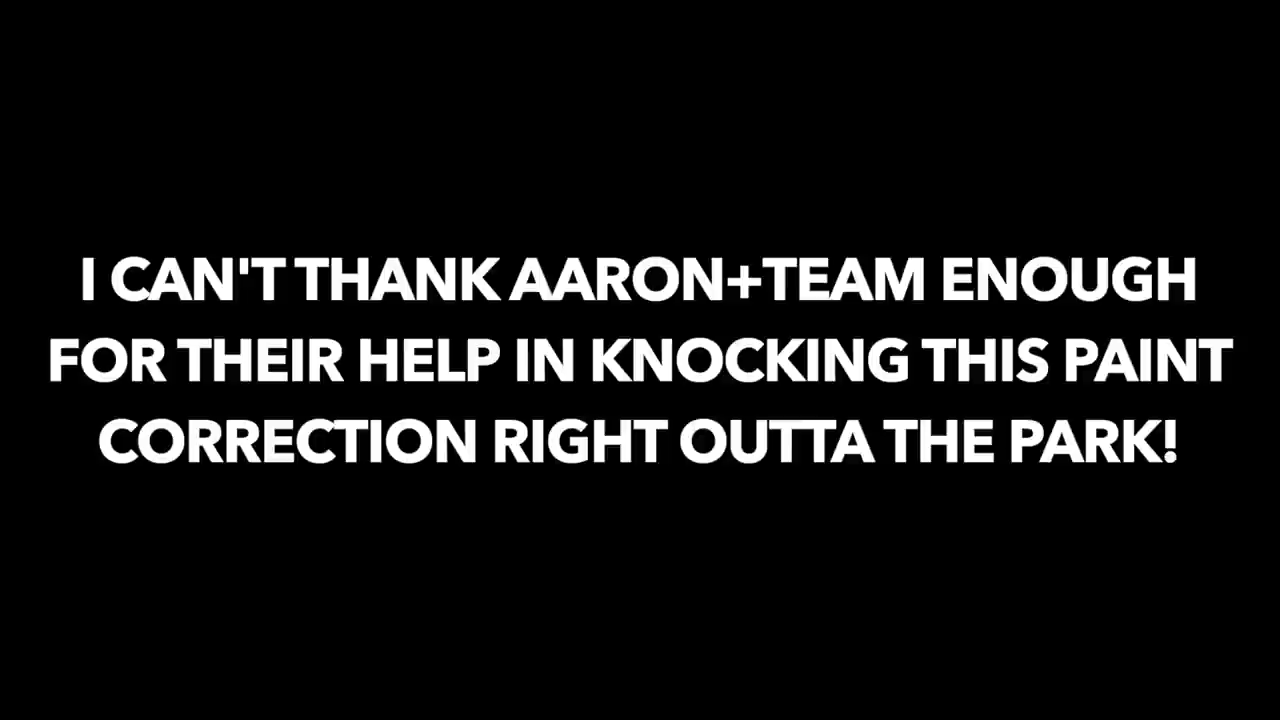 I CAN'T THANK AARON+TEAM ENOUGH
FOR THEIR HELP IN KNOCKING THIS PAINT
CORRECTION RIGHT OUTTA THE PARK!